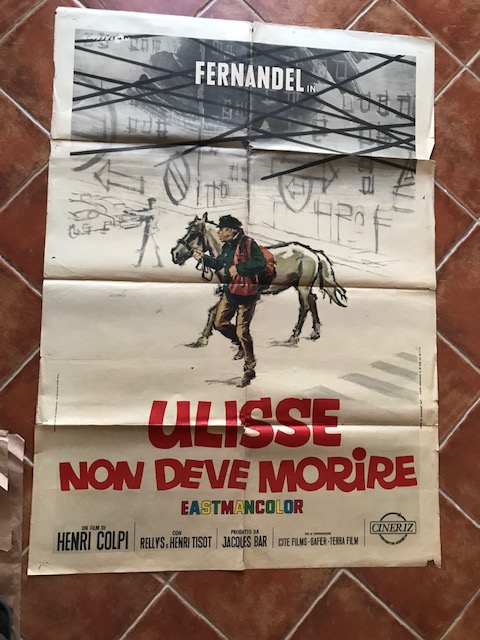 FERNANDEL IN
ULISSE
NON DEVE MORIRE
EASTMANCOLOR
UN FILM DI
HENRI COLPI
CON
RELLYS E HENRI TISOT
PRODOTTO DA
JACQUES BAR
CITE FILMS - GAFER - TERRA FILM
CINERIZ